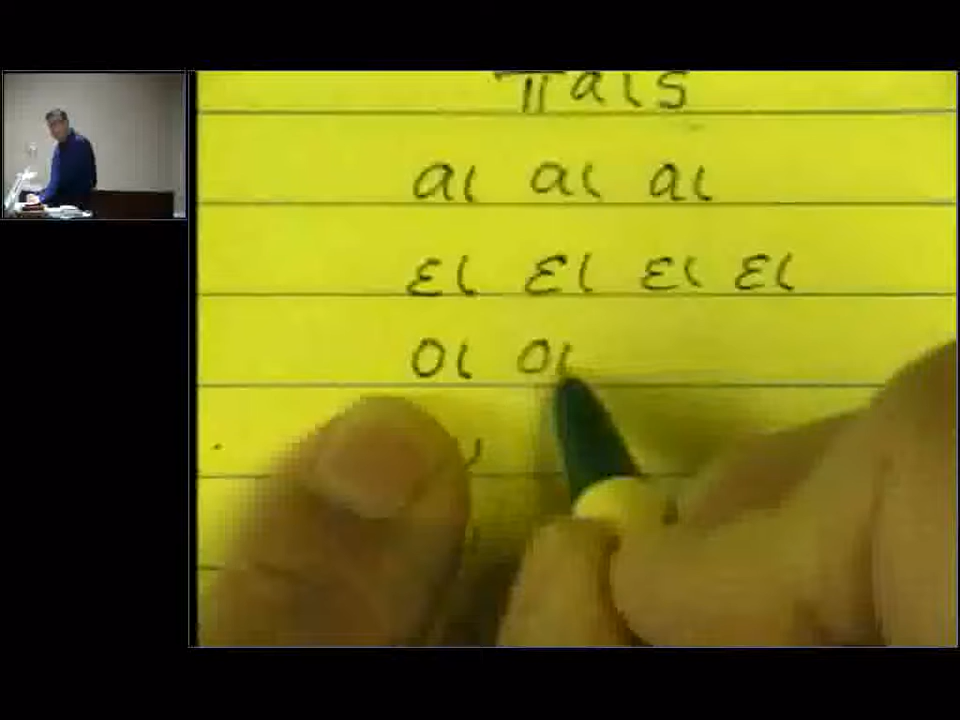 παις
αι αι αι
ει ει ει ει
οι οι